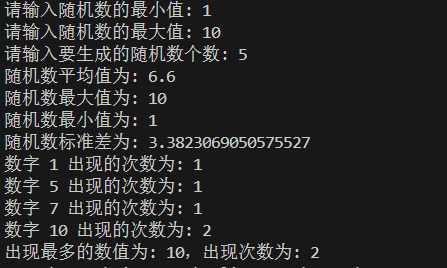 请输入随机数的最小值: 1
请输入随机数的最大值: 10
请输入要生成的随机数个数: 5
随机数平均值为: 6.6
随机数最大值为: 10
随机数最小值为: 1
随机数标准差为: 3.3823069050575527
数字 1 出现的次数为: 1
数字 5 出现的次数为: 1
数字 7 出现的次数为: 1
数字 10 出现的次数为: 2
出现最多的数值为: 10, 出现次数为: 2